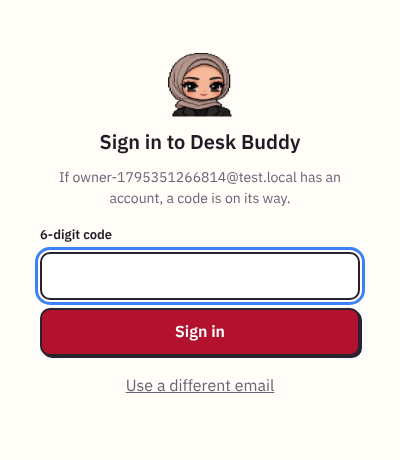 Sign in to Desk Buddy
If owner-1795351266814@test.local has an
account, a code is on its way.
6-digit code
Sign in
Use a different email